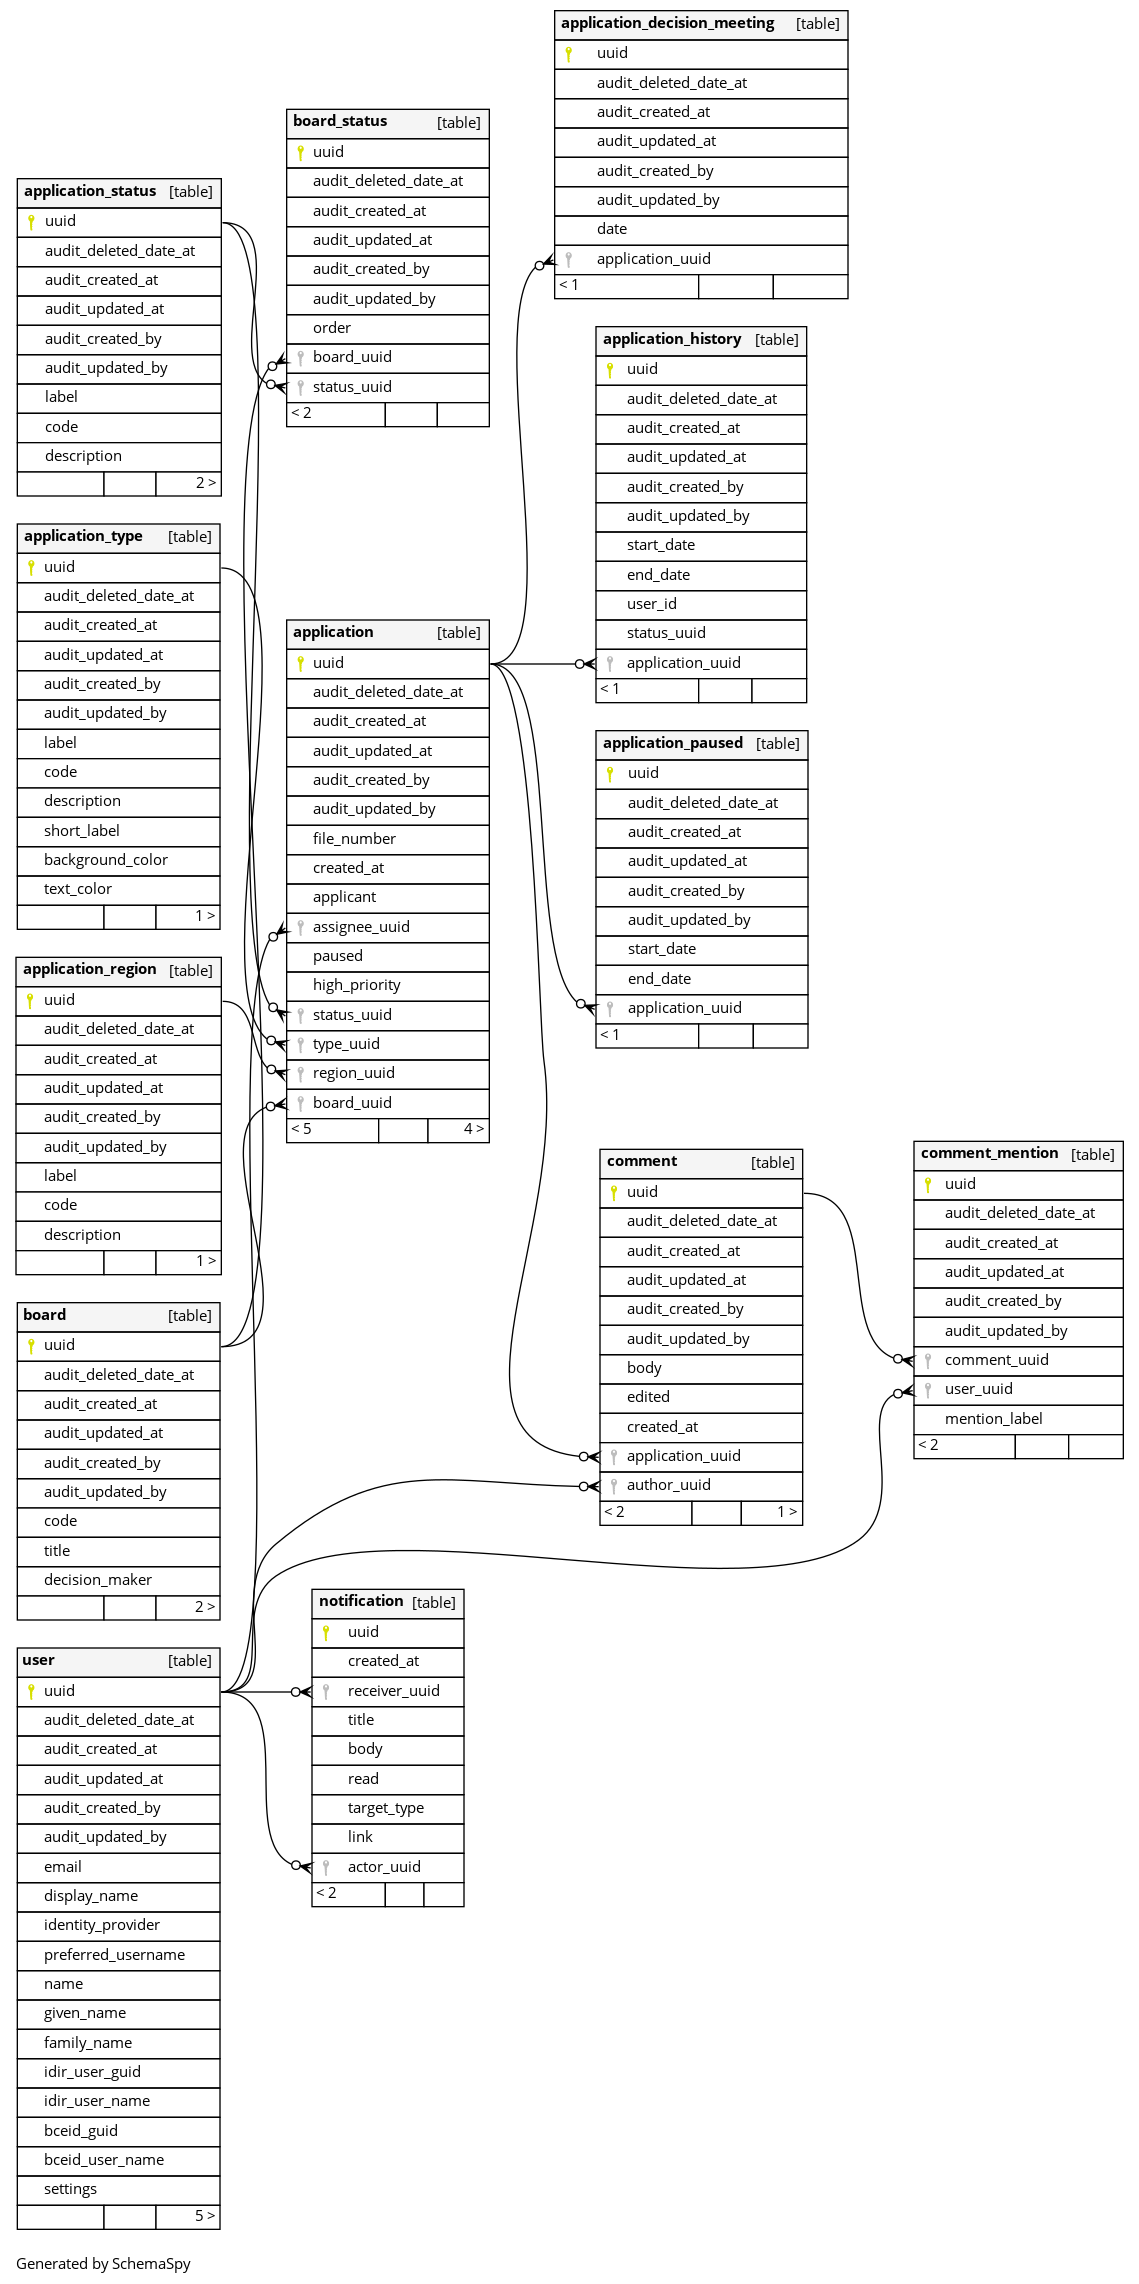 application_decision_meeting [table]
uuid
audit_deleted_date_at
audit_created_at
audit_updated_at
audit_created_by
audit_updated_by
date
application_uuid
< 1
board_status [table]
uuid
audit_deleted_date_at
audit_created_at
audit_updated_at
audit_created_by
audit_updated_by
order
board_uuid
status_uuid
< 2
application_status [table]
uuid
audit_deleted_date_at
audit_created_at
audit_updated_at
audit_created_by
audit_updated_by
label
code
description
2 >
application_history [table]
uuid
audit_deleted_date_at
audit_created_at
audit_updated_at
audit_created_by
audit_updated_by
start_date
end_date
user_id
status_uuid
application_uuid
< 1
application_type [table]
uuid
audit_deleted_date_at
audit_created_at
audit_updated_at
audit_created_by
audit_updated_by
label
code
description
short_label
background_color
text_color
1 >
application [table]
uuid
audit_deleted_date_at
audit_created_at
audit_updated_at
audit_created_by
audit_updated_by
file_number
created_at
applicant
assignee_uuid
paused
high_priority
status_uuid
type_uuid
region_uuid
board_uuid
< 5 4 >
application_paused [table]
uuid
audit_deleted_date_at
audit_created_at
audit_updated_at
audit_created_by
audit_updated_by
start_date
end_date
application_uuid
< 1
application_region [table]
uuid
audit_deleted_date_at
audit_created_at
audit_updated_at
audit_created_by
audit_updated_by
label
code
description
1 >
comment [table]
uuid
audit_deleted_date_at
audit_created_at
audit_updated_at
audit_created_by
audit_updated_by
body
edited
created_at
application_uuid
author_uuid
< 2 1 >
comment_mention [table]
uuid
audit_deleted_date_at
audit_created_at
audit_updated_at
audit_created_by
audit_updated_by
comment_uuid
user_uuid
mention_label
< 2
board [table]
uuid
audit_deleted_date_at
audit_created_at
audit_updated_at
audit_created_by
audit_updated_by
code
title
decision_maker
2 >
notification [table]
uuid
created_at
receiver_uuid
title
body
read
target_type
link
actor_uuid
< 2
user [table]
uuid
audit_deleted_date_at
audit_created_at
audit_updated_at
audit_created_by
audit_updated_by
email
display_name
identity_provider
preferred_username
name
given_name
family_name
idir_user_guid
idir_user_name
bceid_guid
bceid_user_name
settings
5 >
Generated by SchemaSpy